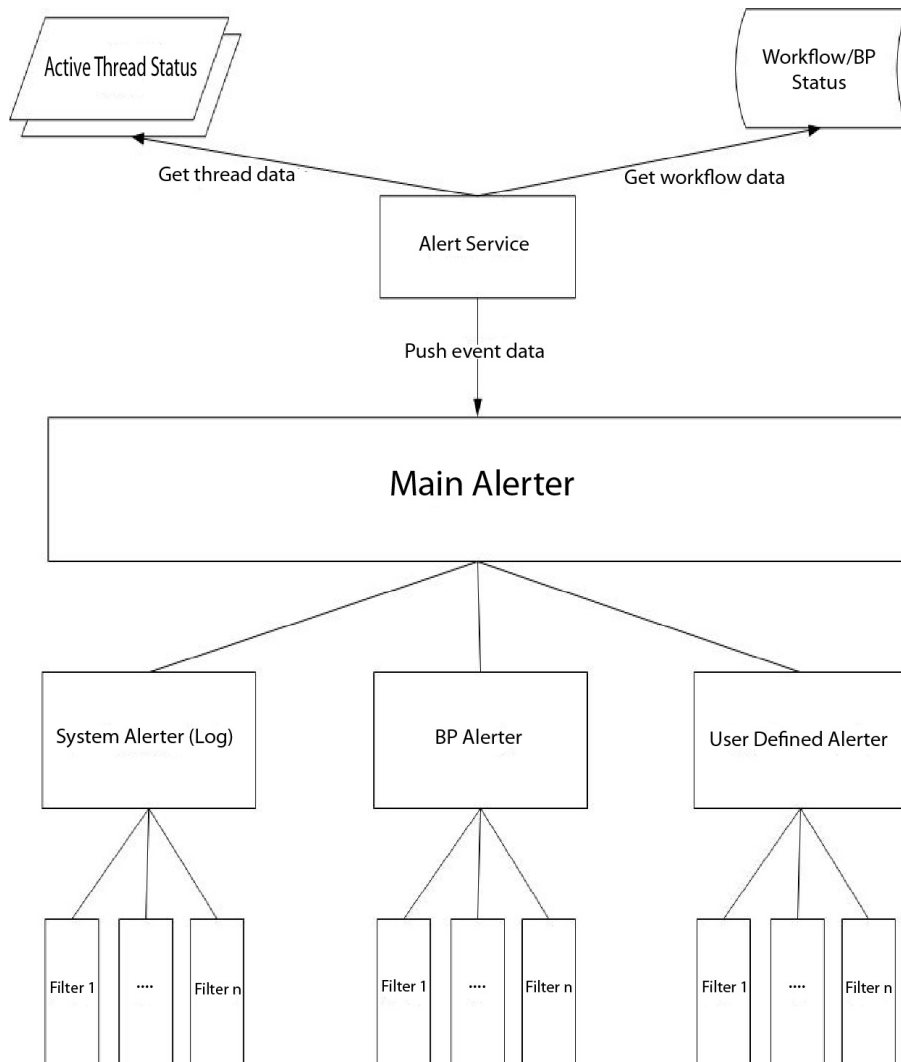 Active Thread Status
Workflow/BP
Status
Get thread data
Get workflow data
Alert Service
Push event data
Main Alerter
System Alerter (Log)
BP Alerter
User Defined Alerter
Filter 1
....
Filter n
Filter 1
....
Filter n
Filter 1
....
Filter n